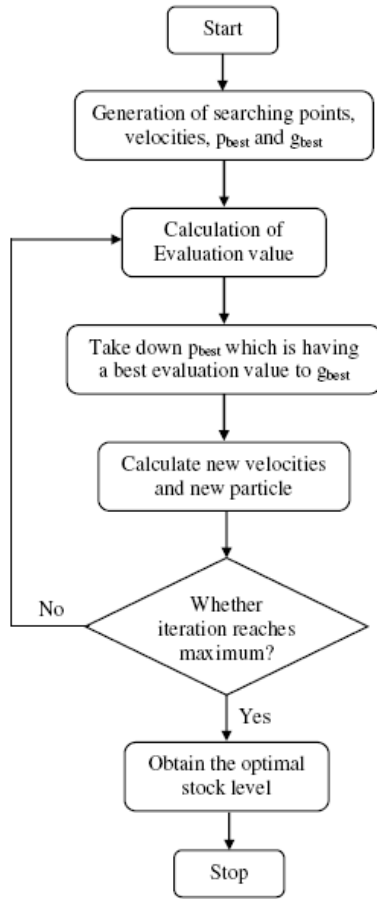 Start
Generation of searching points,
velocities, pbest and gbest
Calculation of
Evaluation value
Take down pbest which is having
a best evaluation value to gbest
Calculate new velocities
and new particle
No
Whether
iteration reaches
maximum?
Yes
Obtain the optimal
stock level
Stop